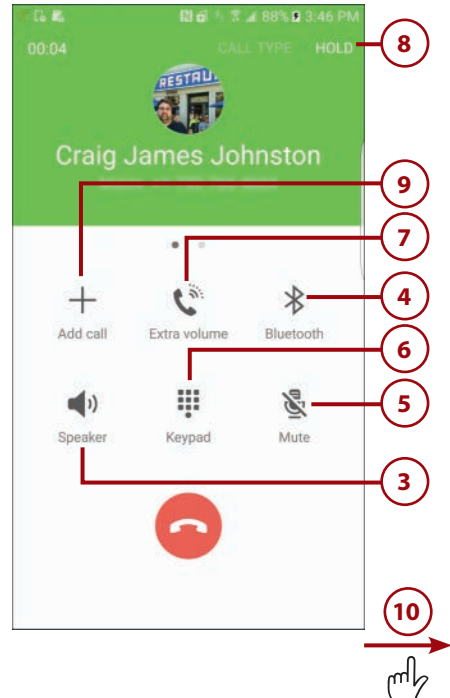 88% 3:46 PM
00:04 CALL TYPE HOLD
8
RESTAU
Craig James Johnston
9
7
Add call Extra volume Bluetooth
4
6
Speaker Keypad Mute
5
3
10